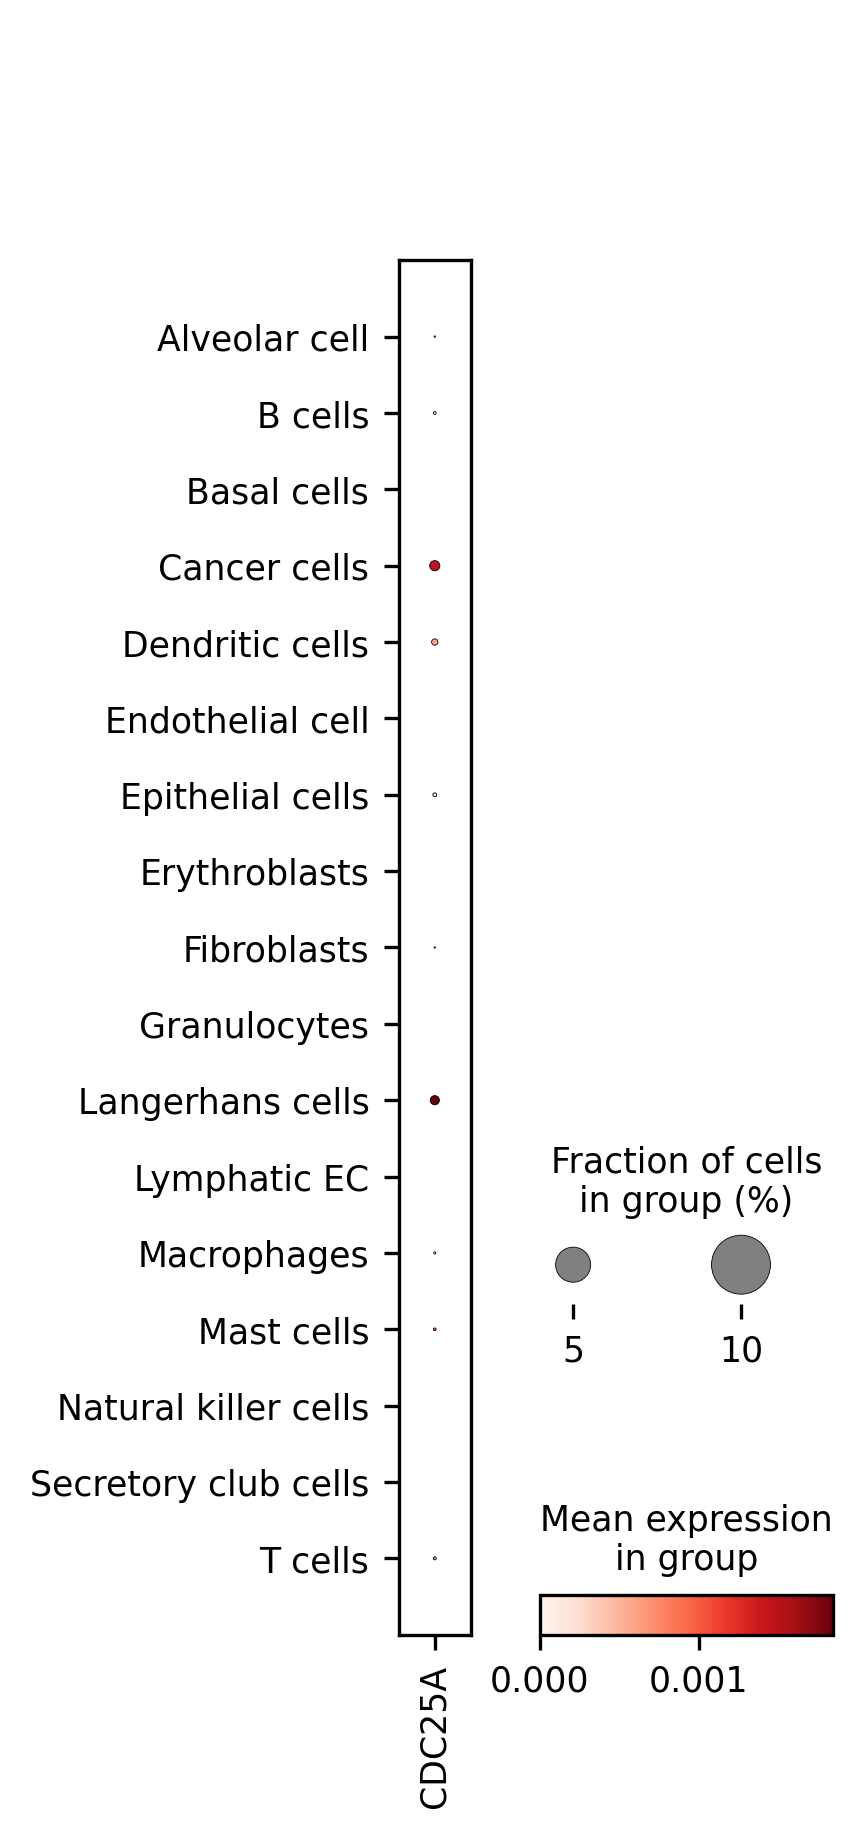 Alveolar cell
B cells
Basal cells
Cancer cells
Dendritic cells
Endothelial cell
Epithelial cells
Erythroblasts
Fibroblasts
Granulocytes
Langerhans cells
Lymphatic EC
Macrophages
Mast cells
Natural killer cells
Secretory club cells
T cells
CDC25A
Fraction of cells
in group (%)
5 10
Mean expression
in group
0.000 0.001